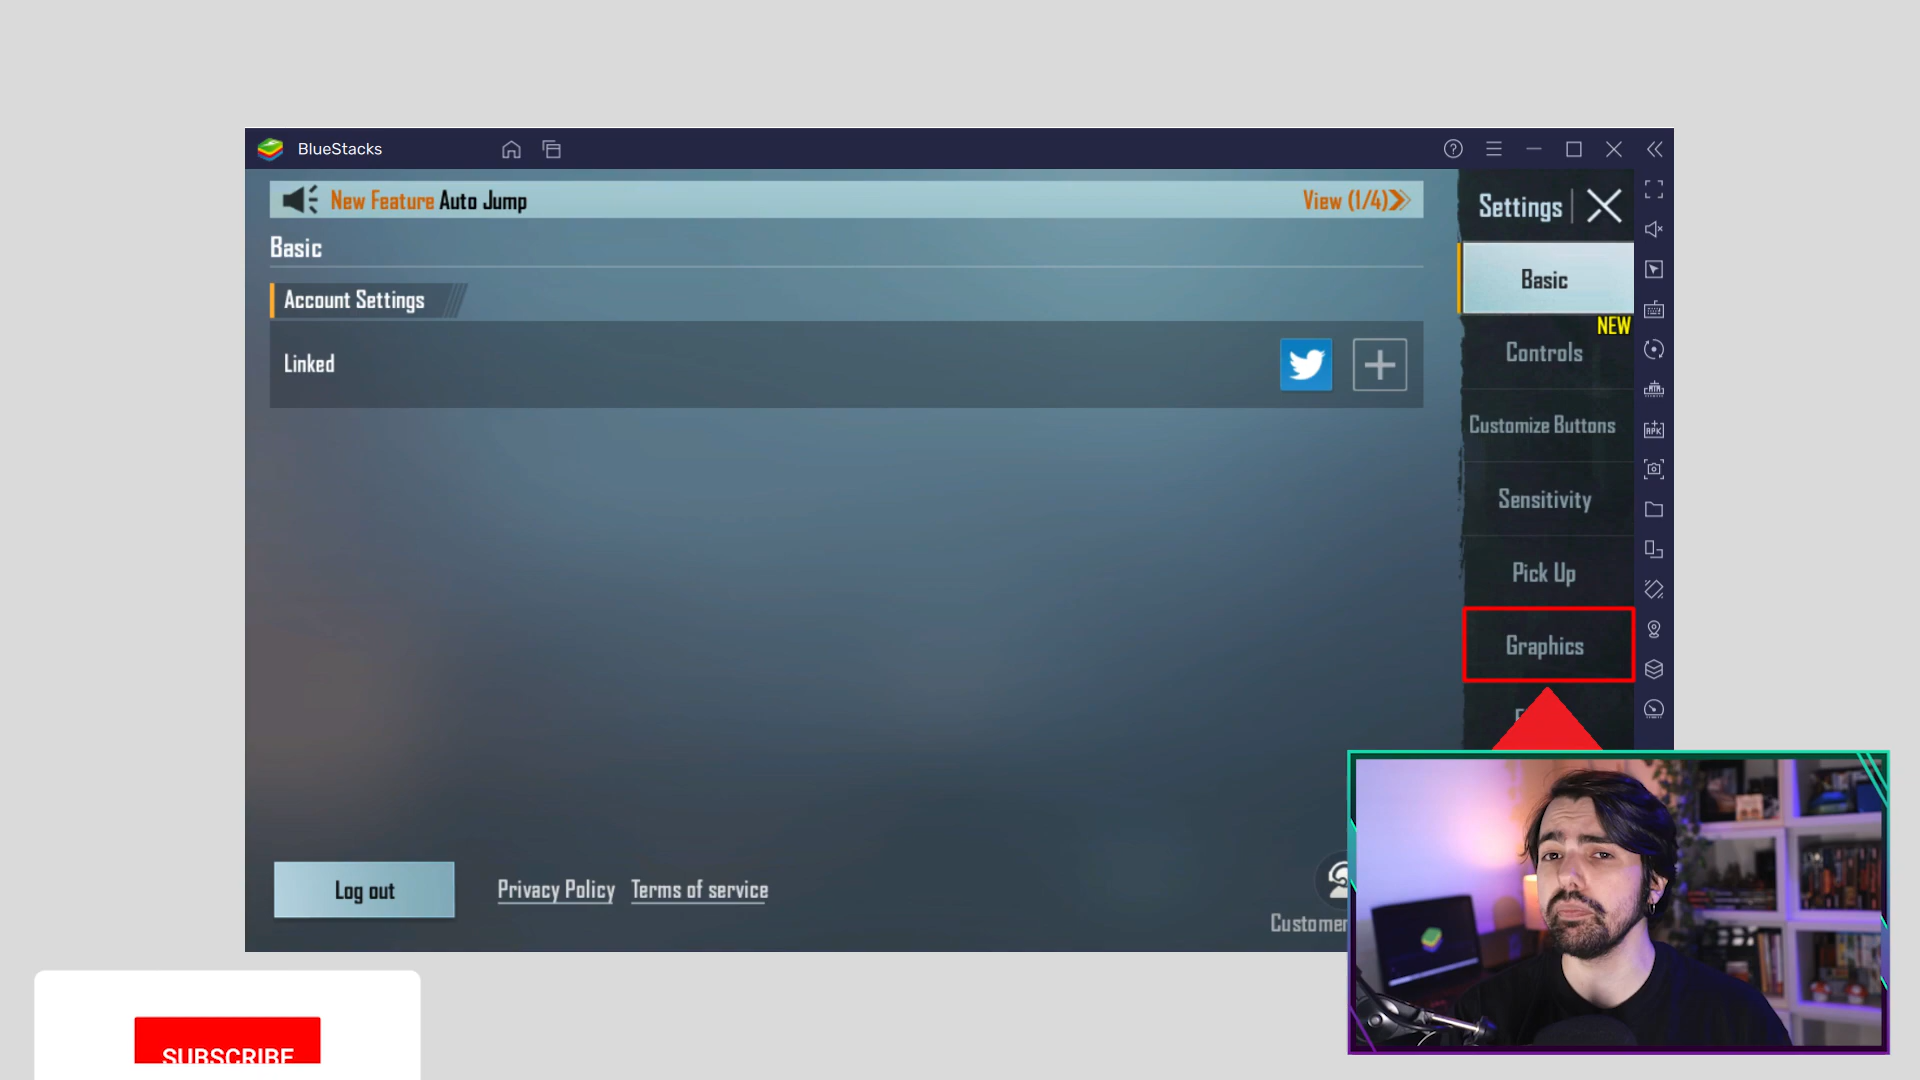 BlueStacks
New Feature Auto Jump
View (1/4)
Settings
Basic
Basic
NEW
Account Settings
Controls
Linked
Customize Buttons
Sensitivity
Pick Up
Graphics
Log out
Privacy Policy
Terms of service
Customer
SUBSCRIBE